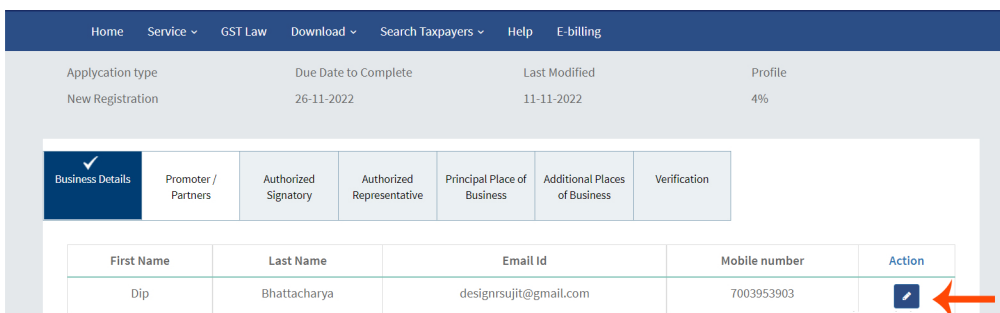 Home Service GST Law Download Search Taxpayers Help E-billing
Applycation type Due Date to Complete Last Modified Profile
New Registration 26-11-2022 11-11-2022 4%
Business Details
Promoter /
Partners
Authorized
Signatory
Authorized
Representative
Principal Place of
Business
Additional Places
of Business
Verification
First Name Last Name Email Id Mobile number Action
Dip Bhattacharya designrsujit@gmail.com 7003953903